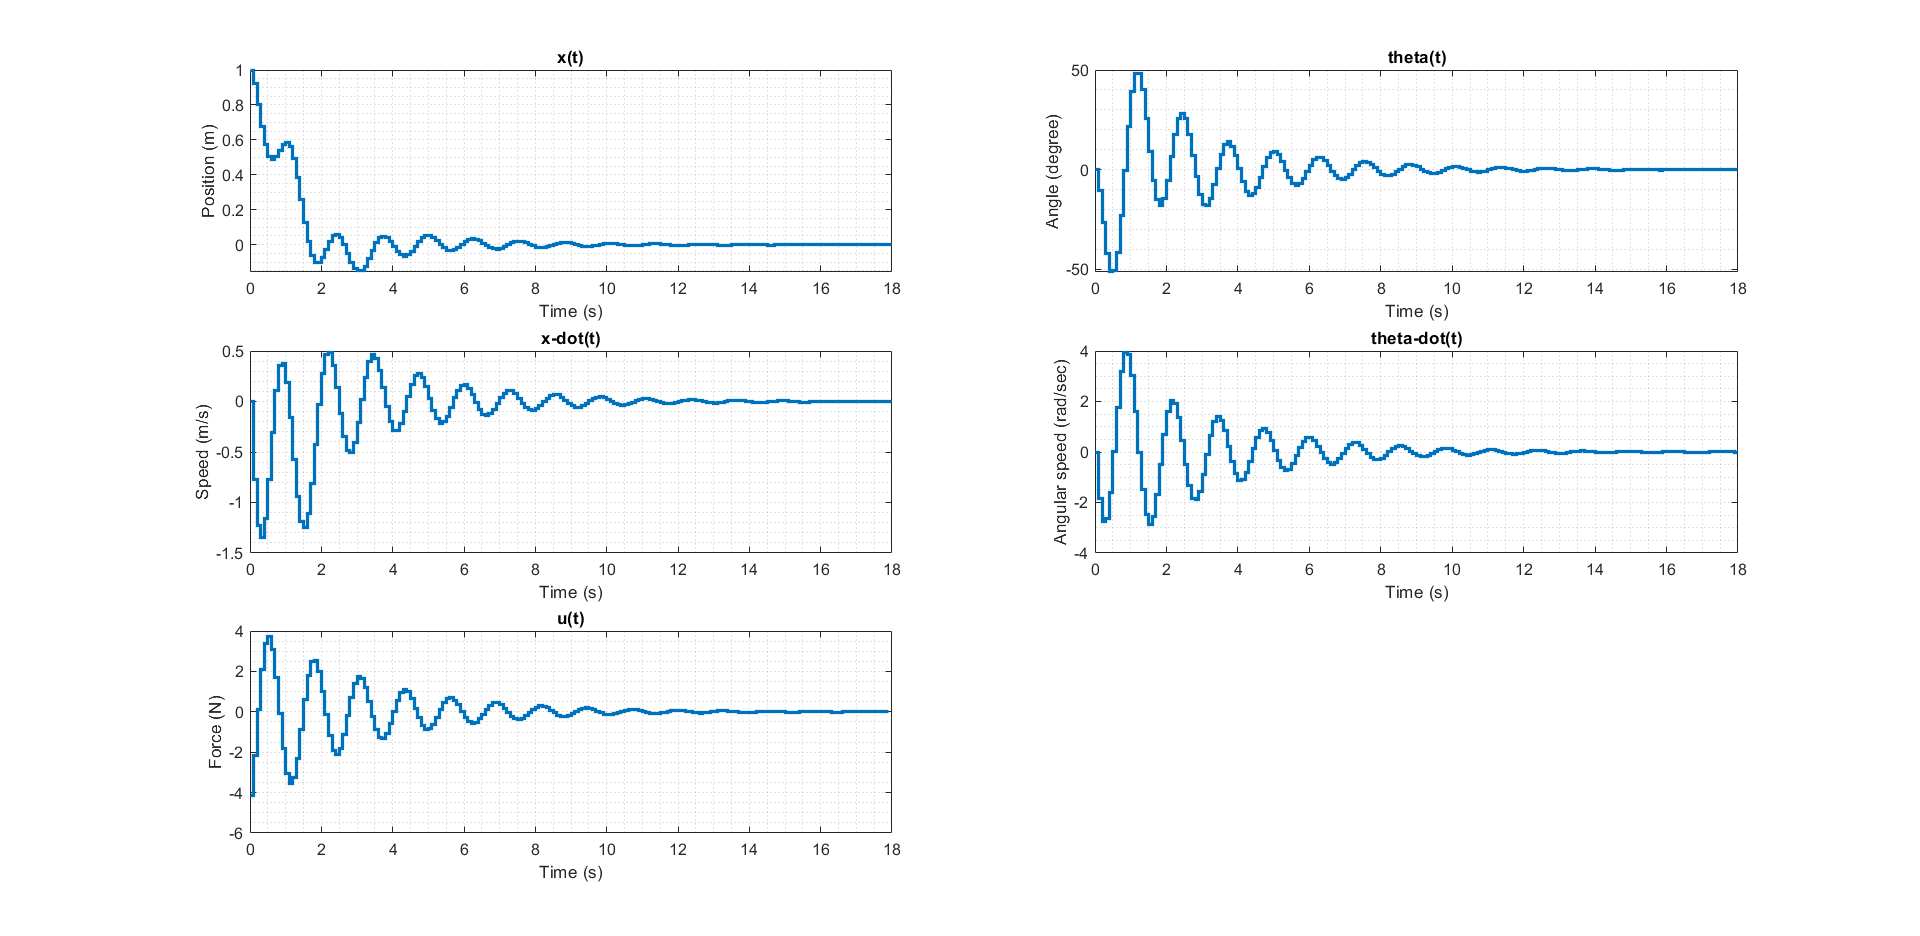 x(t)
1
0.8
0.6
0.4
0.2
0
Position (m)
0 2 4 6 8 10 12 14 16 18
Time (s)
theta(t)
50
0
-50
Angle (degree)
0 2 4 6 8 10 12 14 16 18
Time (s)
x-dot(t)
0.5
0
-0.5
-1
-1.5
Speed (m/s)
0 2 4 6 8 10 12 14 16 18
Time (s)
theta-dot(t)
4
2
0
-2
-4
Angular speed (rad/sec)
0 2 4 6 8 10 12 14 16 18
Time (s)
u(t)
4
2
0
-2
-4
-6
Force (N)
0 2 4 6 8 10 12 14 16 18
Time (s)